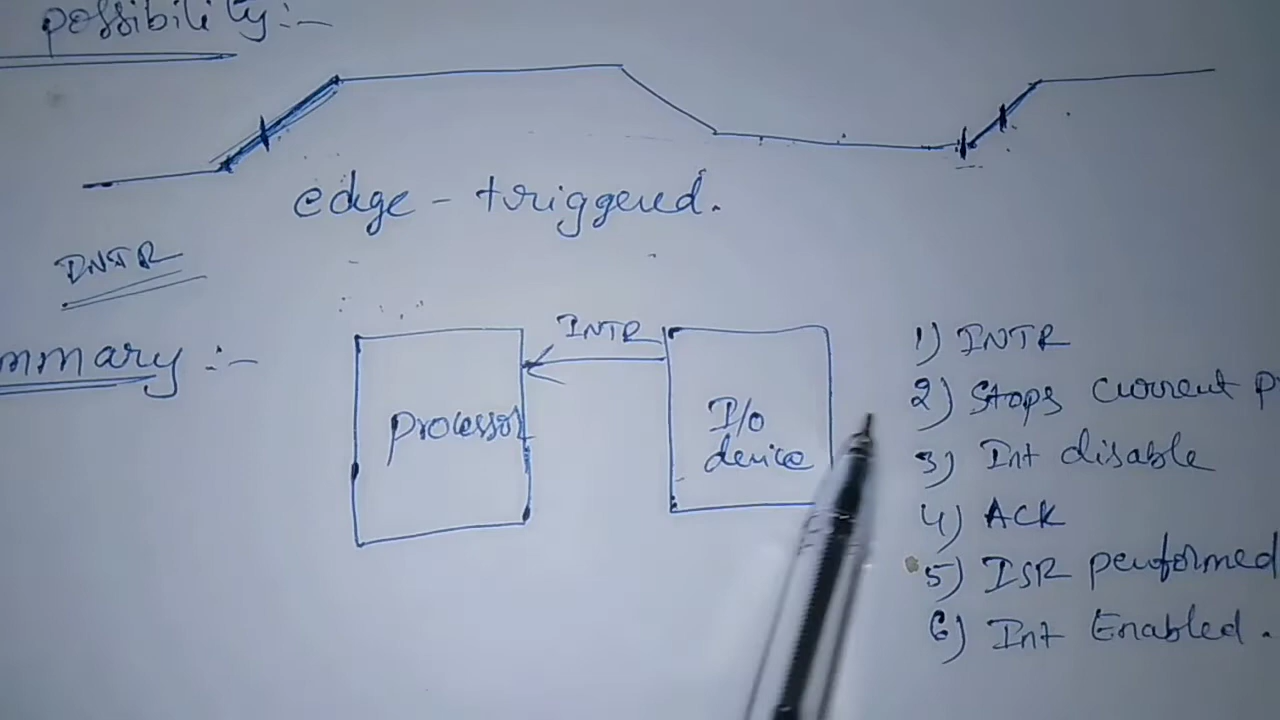 possibility:-
edge-triggered.
INTR
mmary:-
INTR
processor
I/o
device
1) INTR
2) Stops current p
3) Int disable
4) ACK
5) ISR performed
6) Int Enabled.